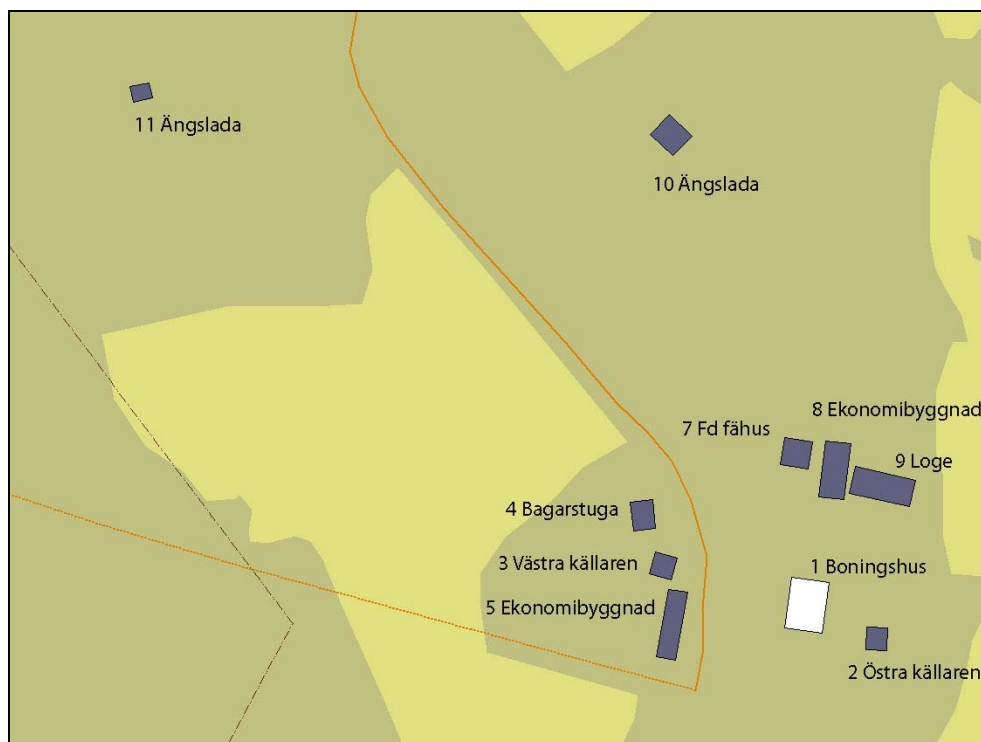 11 Ängslada
10 Ängslada
8 Ekonomibyggnad
7 Fd fähus
9 Loge
4 Bagarstuga
3 Västra källaren
1 Boningshus
5 Ekonomibyggnad
2 Östra källaren